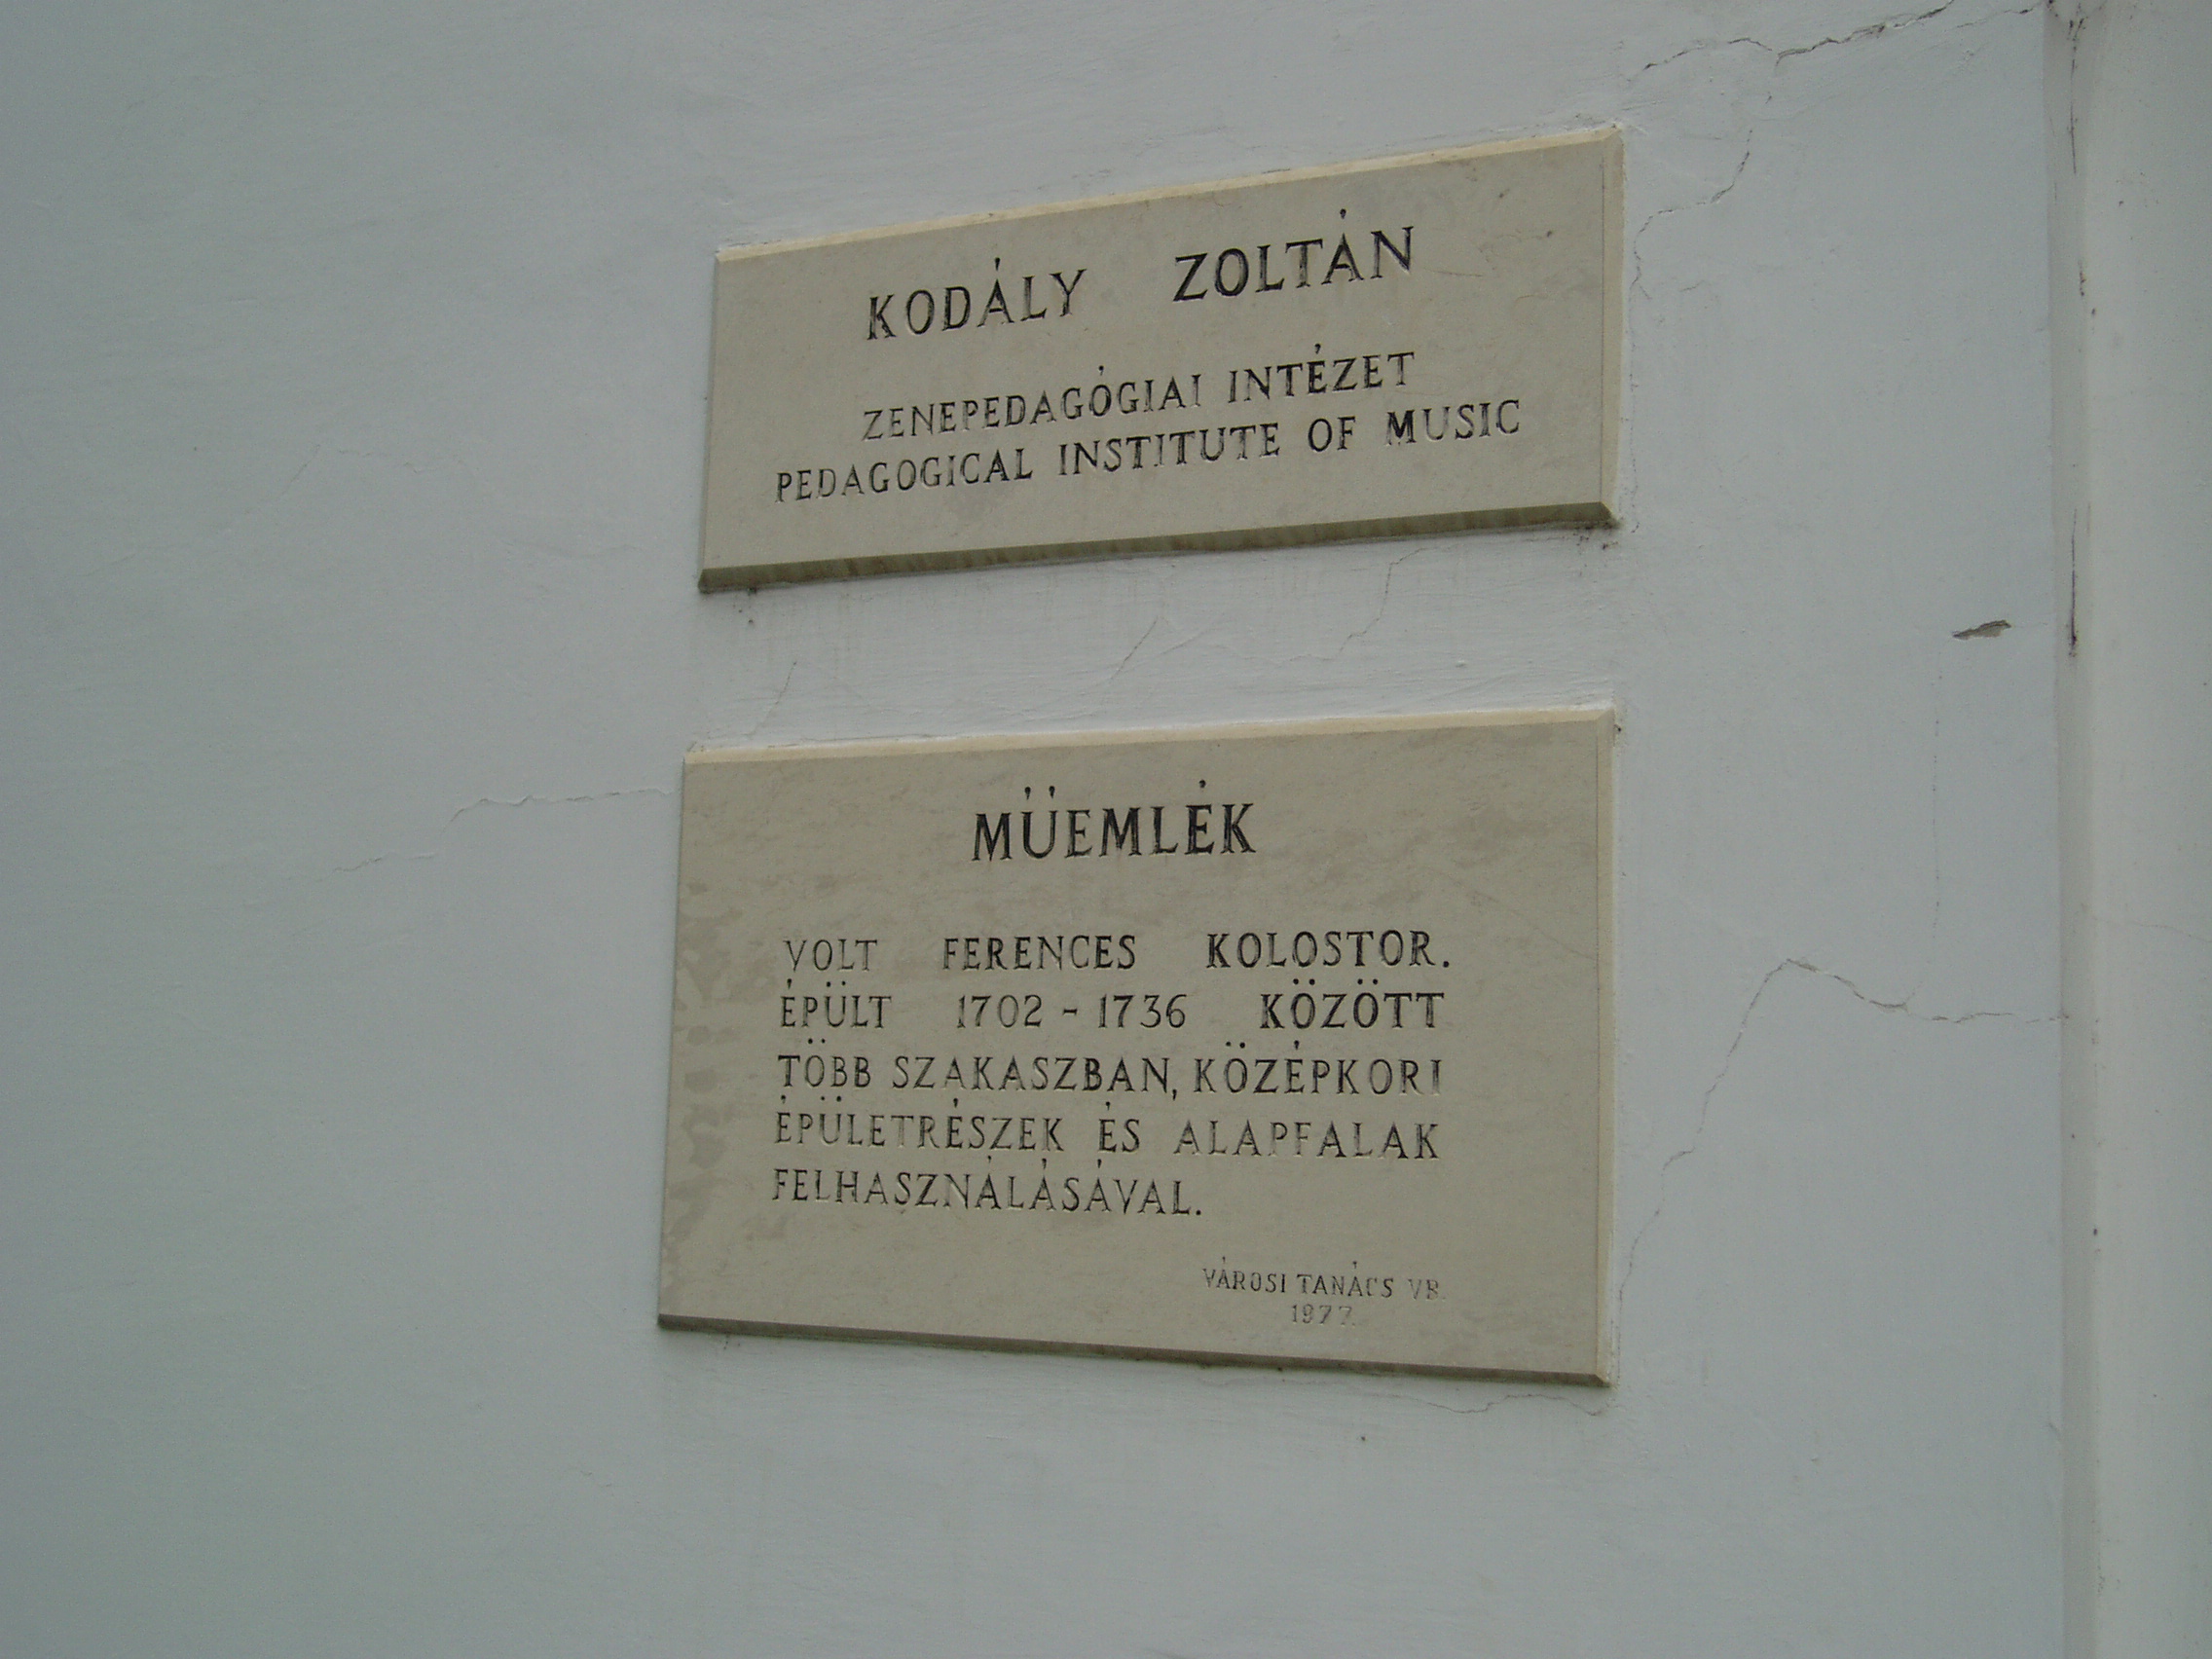 KODÁLY ZOLTÁN
ZENEPEDAGÓGIAI INTÉZET
PEDAGOGICAL INSTITUTE OF MUSIC
MŰEMLÉK
VOLT FERENCES KOLOSTOR.
ÉPÜLT 1702 - 1736 KÖZÖTT
TÖBB SZAKASZBAN, KÖZÉPKORI
ÉPÜLETRÉSZEK ÉS ALAPFALAK
FELHASZNÁLÁSÁVAL.
VÁROSI TANÁCS VB.
1977.